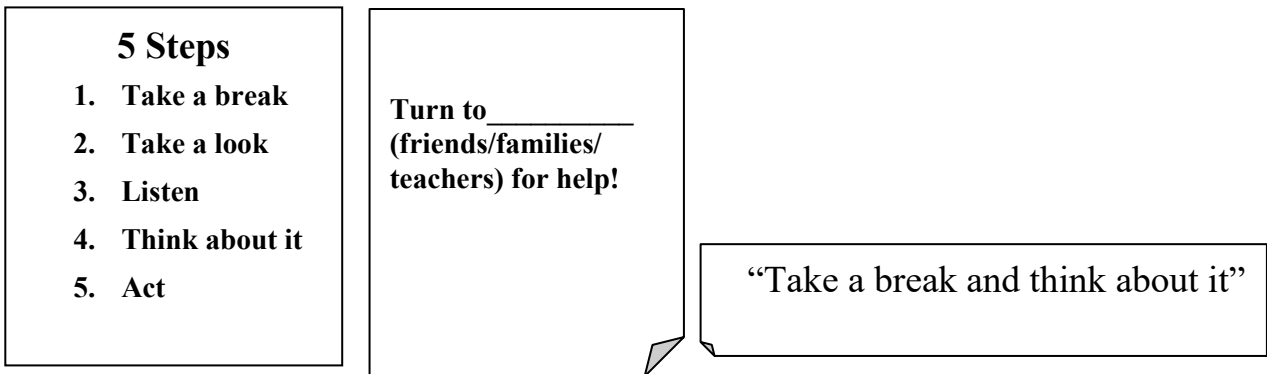 5 Steps
1. Take a break
2. Take a look
3. Listen
4. Think about it
5. Act
Turn to__________
(friends/families/
teachers) for help!
“Take a break and think about it”